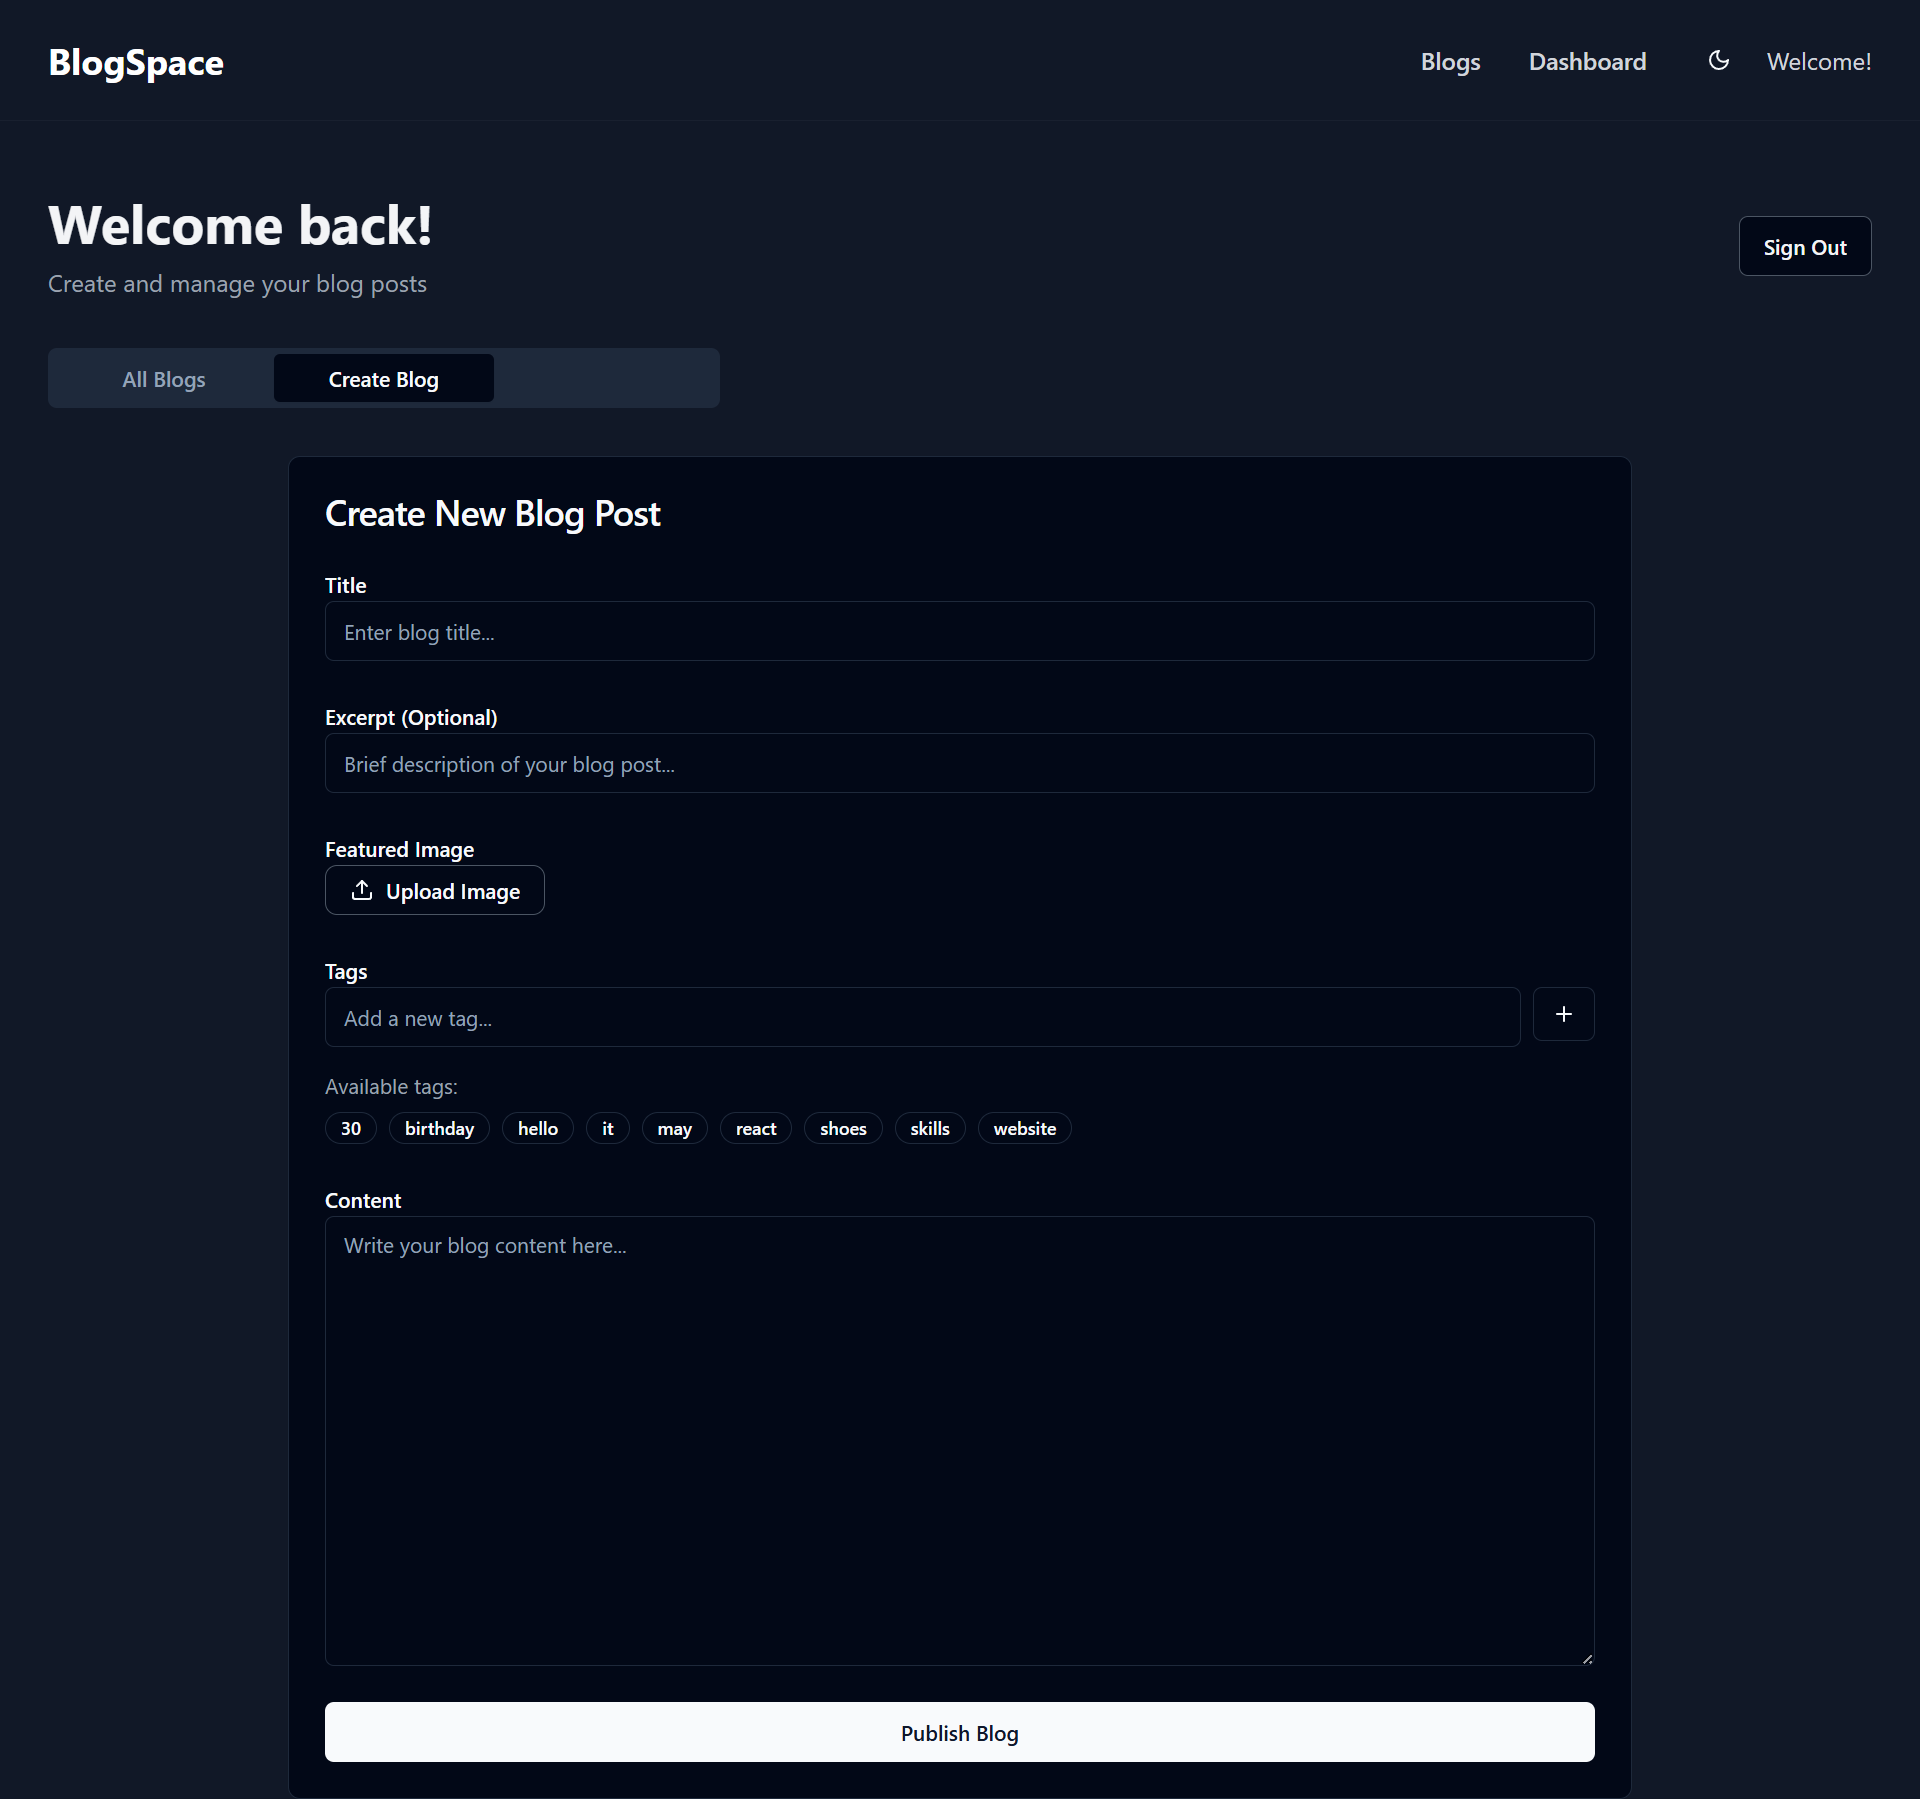 BlogSpace
Blogs Dashboard Welcome!
Welcome back!
Create and manage your blog posts
Sign Out
All Blogs Create Blog
Create New Blog Post
Title
Enter blog title...
Excerpt (Optional)
Brief description of your blog post...
Featured Image
Upload Image
Tags
Add a new tag...
Available tags:
30 birthday hello it may react shoes skills website
Content
Write your blog content here...
Publish Blog